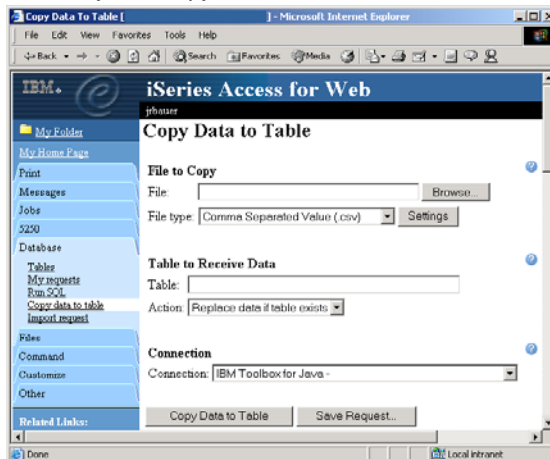 Copy Data To Table [ ] - Microsoft Internet Explorer
File Edit View Favorites Tools Help
Back Search Favorites Media
IBM. iSeries Access for Web
jrbauer
My Folder
My Home Page
Print
Messages
Jobs
5250
Database
Tables
My requests
Run SQL
Copy data to table
Import request
Files
Command
Customize
Other
Related Links:
Copy Data to Table
File to Copy
File: Browse...
File type: Comma Separated Value (.csv) Settings
Table to Receive Data
Table:
Action: Replace data if table exists
Connection
Connection: IBM Toolbox for Java -
Copy Data to Table Save Request...
Done Local intranet